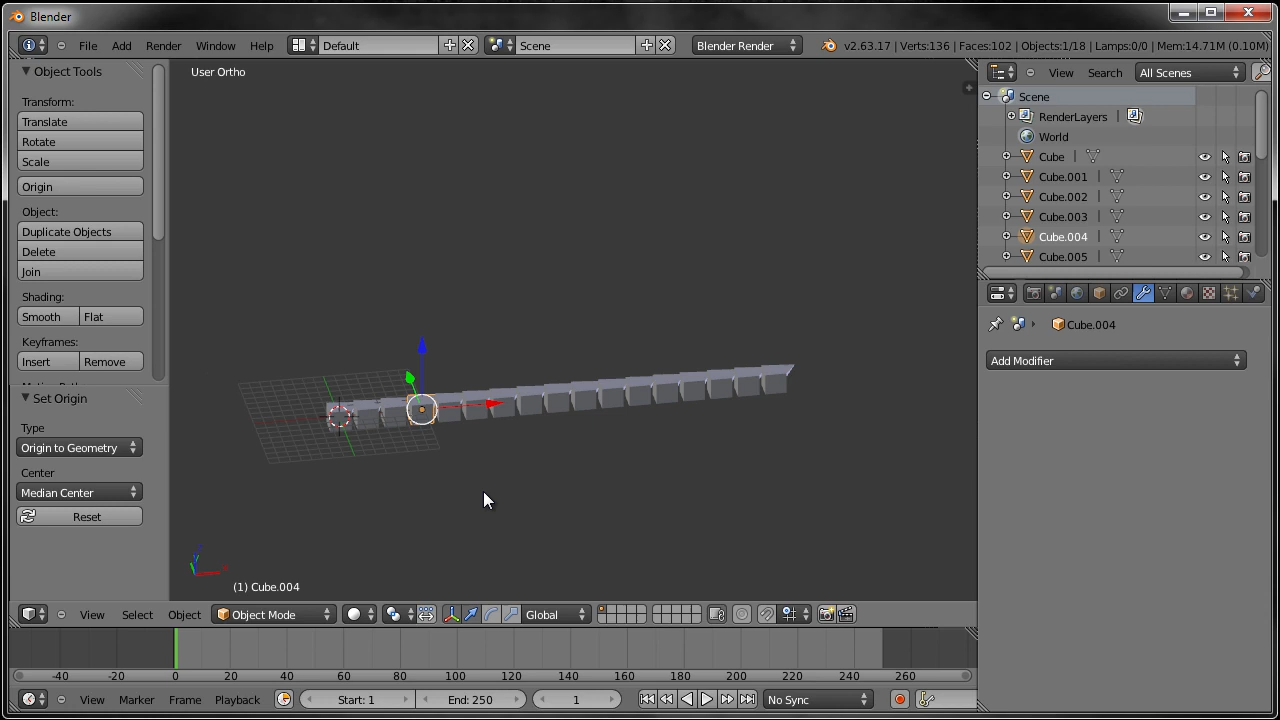 Blender
File Add Render Window Help Default Scene Blender Render v2.63.17 | Verts:136 | Faces:102 | Objects:1/18 | Lamps:0/0 | Mem:14.71M (0.10M)
Object Tools
Transform:
Translate
Rotate
Scale
Origin
Object:
Duplicate Objects
Delete
Join
Shading:
Smooth Flat
Keyframes:
Insert Remove
Set Origin
Type
Origin to Geometry
Center
Median Center
Reset
User Ortho
(1) Cube.004
View Search All Scenes
Scene
RenderLayers
World
Cube
Cube.001
Cube.002
Cube.003
Cube.004
Cube.005
Cube.004
Add Modifier
View Select Object Object Mode Global
-40 -20 0 20 40 60 80 100 120 140 160 180 200 220 240 260
View Marker Frame Playback Start: 1 End: 250 1 No Sync